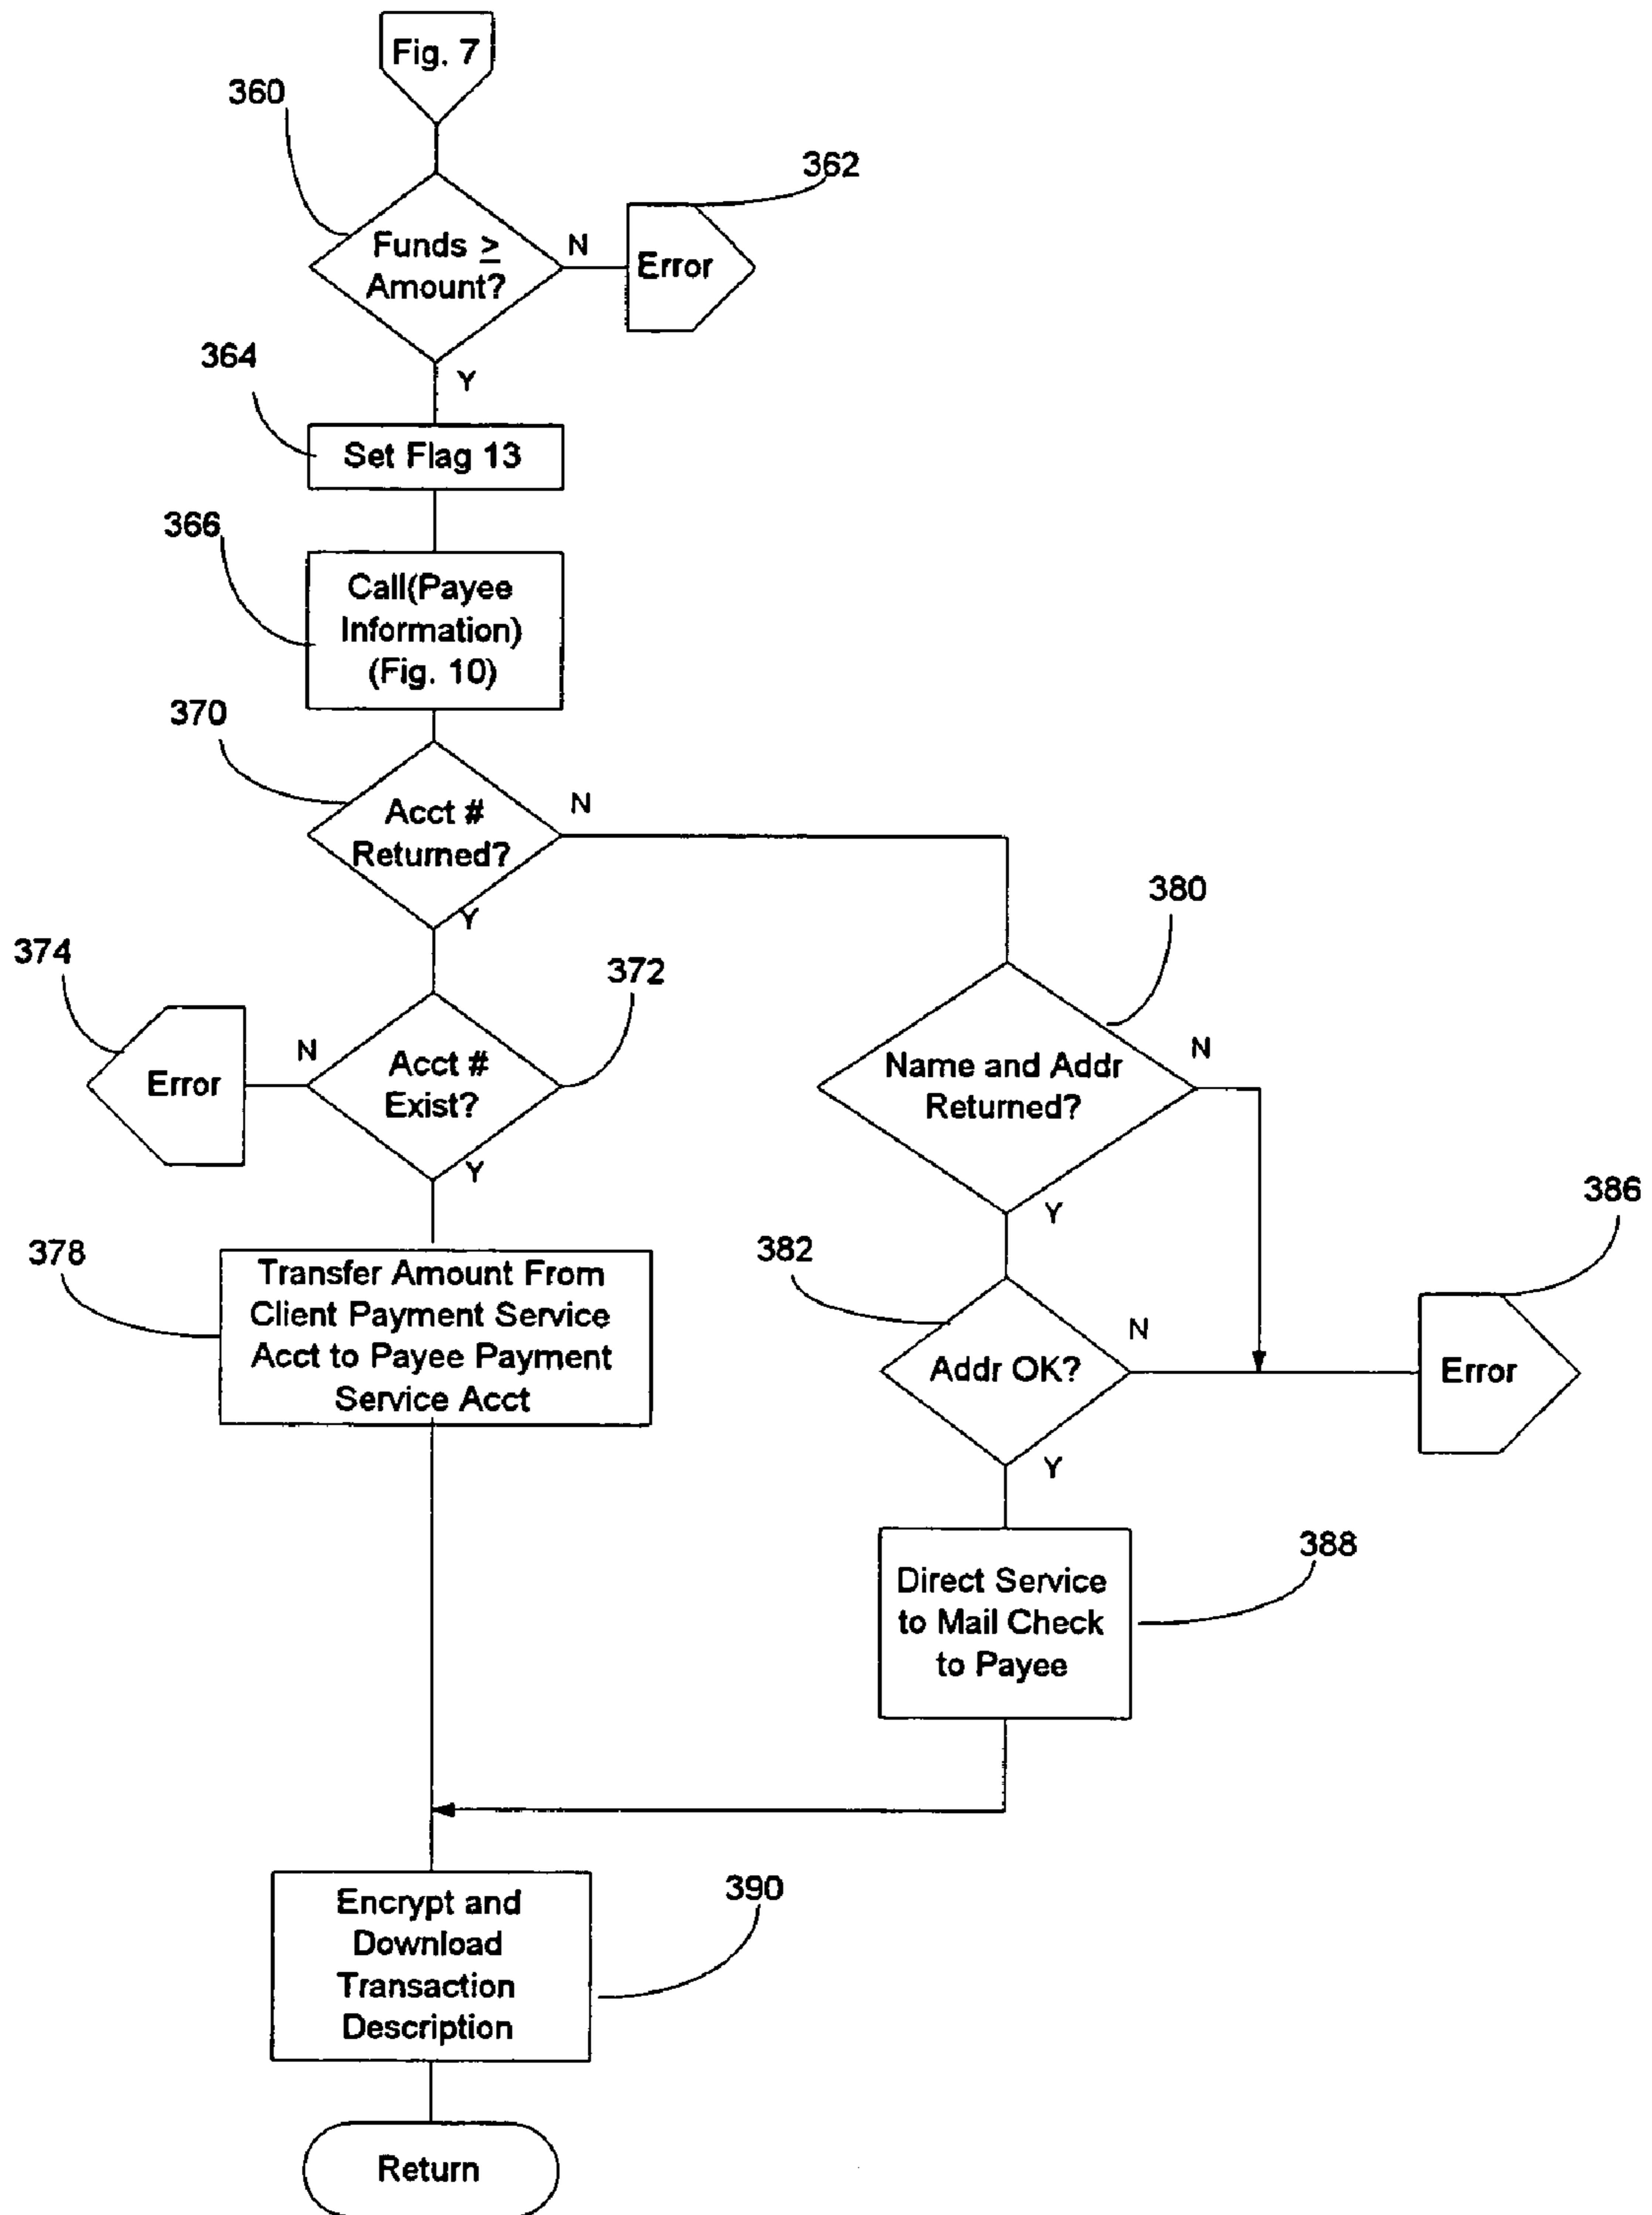 Fig. 7
360
362
Funds ≥
Amount?
N
Error
Y
364
Set Flag 13
366
Call(Payee
Information)
(Fig. 10)
370
Acct #
Returned?
N
Y
380
374
372
Error
N
Acct #
Exist?
Y
Name and Addr
Returned?
N
Y
386
378
Transfer Amount From
Client Payment Service
Acct to Payee Payment
Service Acct
382
Addr OK?
N
Error
Y
388
Direct Service
to Mail Check
to Payee
390
Encrypt and
Download
Transaction
Description
Return